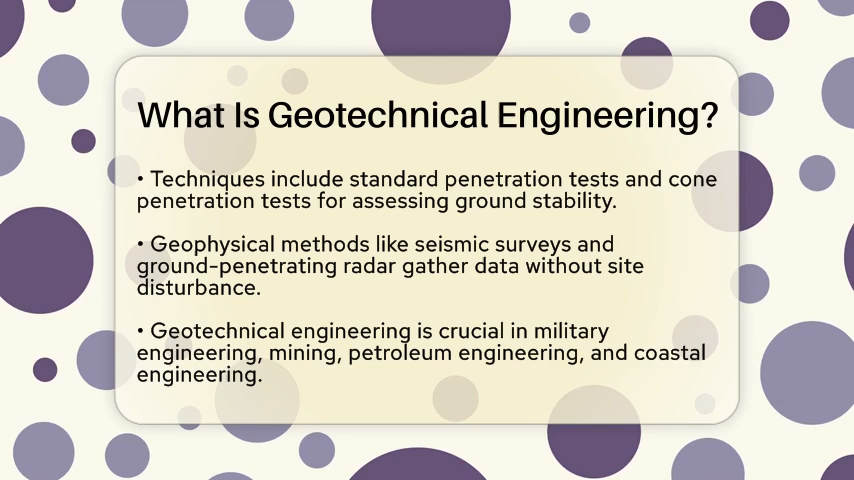 What Is Geotechnical Engineering?
• Techniques include standard penetration tests and cone
penetration tests for assessing ground stability.
• Geophysical methods like seismic surveys and
ground-penetrating radar gather data without site
disturbance.
• Geotechnical engineering is crucial in military
engineering, mining, petroleum engineering, and coastal
engineering.